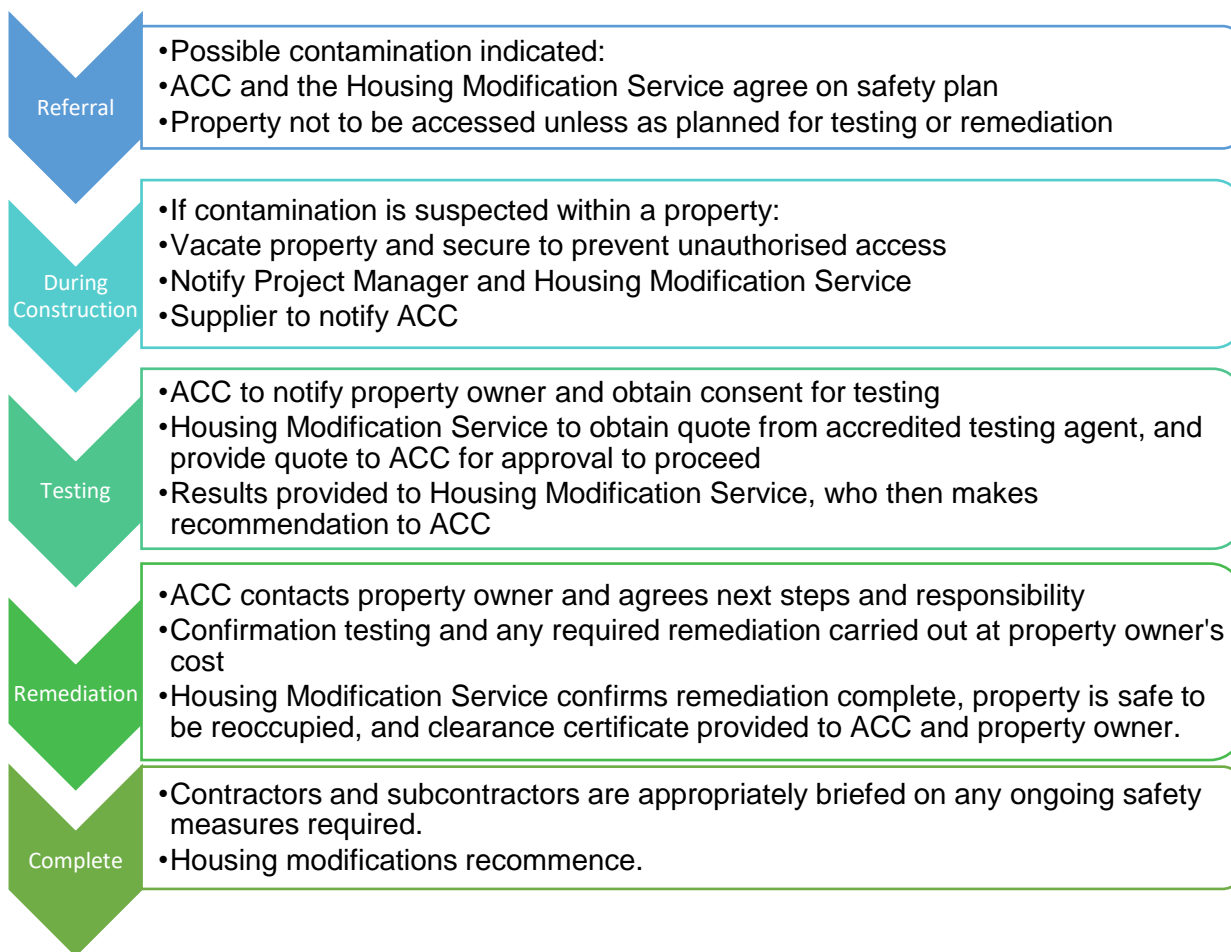 Referral
•Possible contamination indicated:
•ACC and the Housing Modification Service agree on safety plan
•Property not to be accessed unless as planned for testing or remediation
During
Construction
•If contamination is suspected within a property:
•Vacate property and secure to prevent unauthorised access
•Notify Project Manager and Housing Modification Service
•Supplier to notify ACC
Testing
•ACC to notify property owner and obtain consent for testing
•Housing Modification Service to obtain quote from accredited testing agent, and
provide quote to ACC for approval to proceed
•Results provided to Housing Modification Service, who then makes
recommendation to ACC
Remediation
•ACC contacts property owner and agrees next steps and responsibility
•Confirmation testing and any required remediation carried out at property owner's
cost
•Housing Modification Service confirms remediation complete, property is safe to
be reoccupied, and clearance certificate provided to ACC and property owner.
Complete
•Contractors and subcontractors are appropriately briefed on any ongoing safety
measures required.
•Housing modifications recommence.